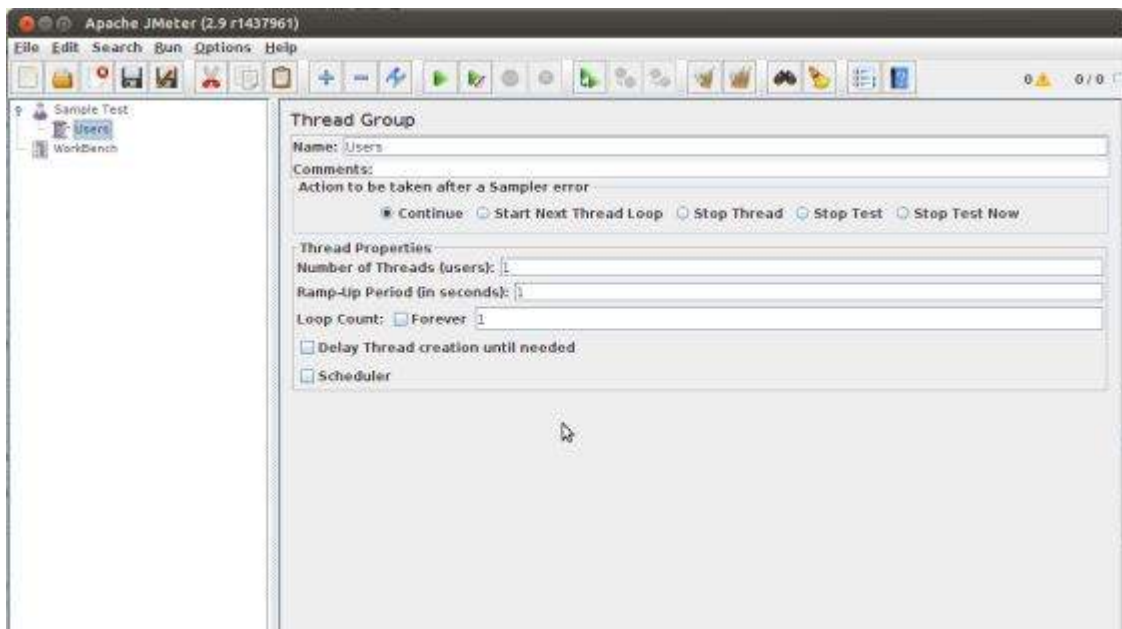 Apache JMeter (2.9 r1437961)
File Edit Search Run Options Help
0 0 / 0
Sample Test
Users
WorkBench
Thread Group
Name: Users
Comments:
Action to be taken after a Sampler error
Continue Start Next Thread Loop Stop Thread Stop Test Stop Test Now
Thread Properties
Number of Threads (users): 1
Ramp-Up Period (in seconds): 1
Loop Count: Forever 1
Delay Thread creation until needed
Scheduler